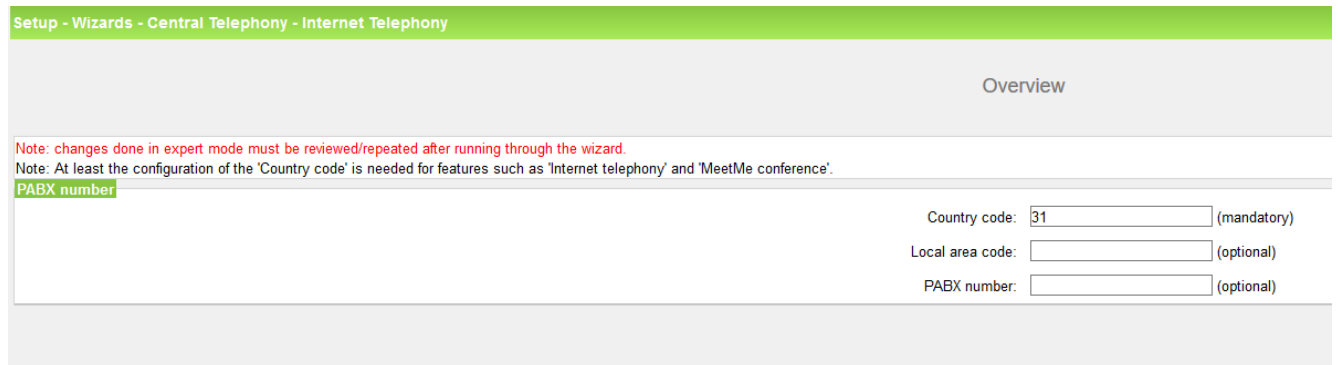 Setup - Wizards - Central Telephony - Internet Telephony
Overview
Note: changes done in expert mode must be reviewed/repeated after running through the wizard.
Note: At least the configuration of the 'Country code' is needed for features such as 'Internet telephony' and 'MeetMe conference'.
PABX number
Country code: 31 (mandatory)
Local area code: (optional)
PABX number: (optional)